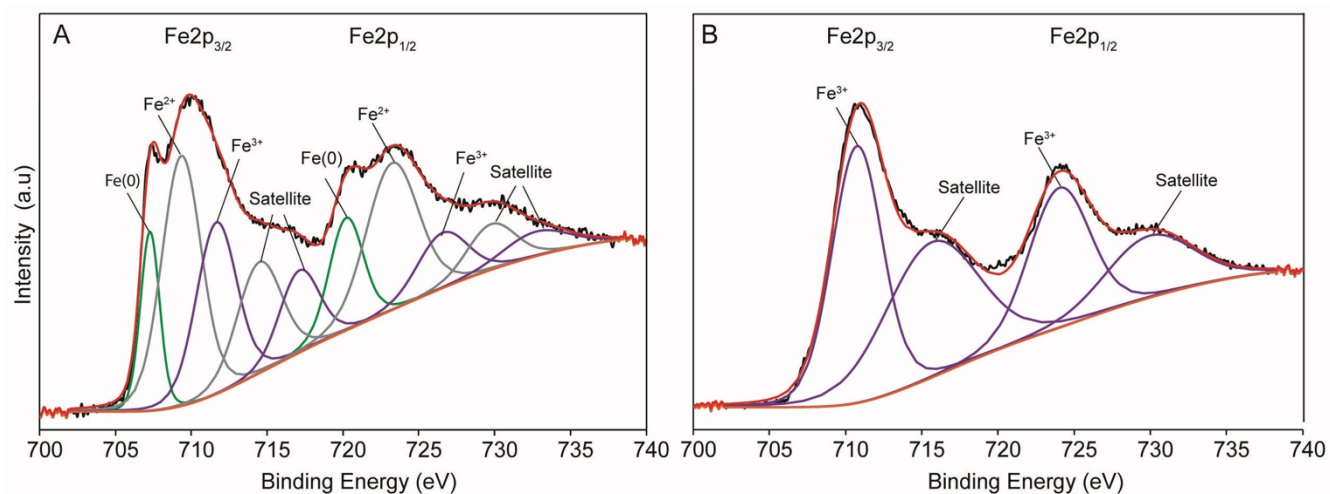 A
Fe2p3/2
Fe2p1/2
Fe2+
Fe3+
Fe(0)
Satellite
Fe(0)
Fe2+
Fe3+
Satellite
Intensity (a.u)
700 705 710 715 720 725 730 735 740
Binding Energy (eV)
B
Fe2p3/2
Fe2p1/2
Fe3+
Satellite
Fe3+
Satellite
700 705 710 715 720 725 730 735 740
Binding Energy (eV)